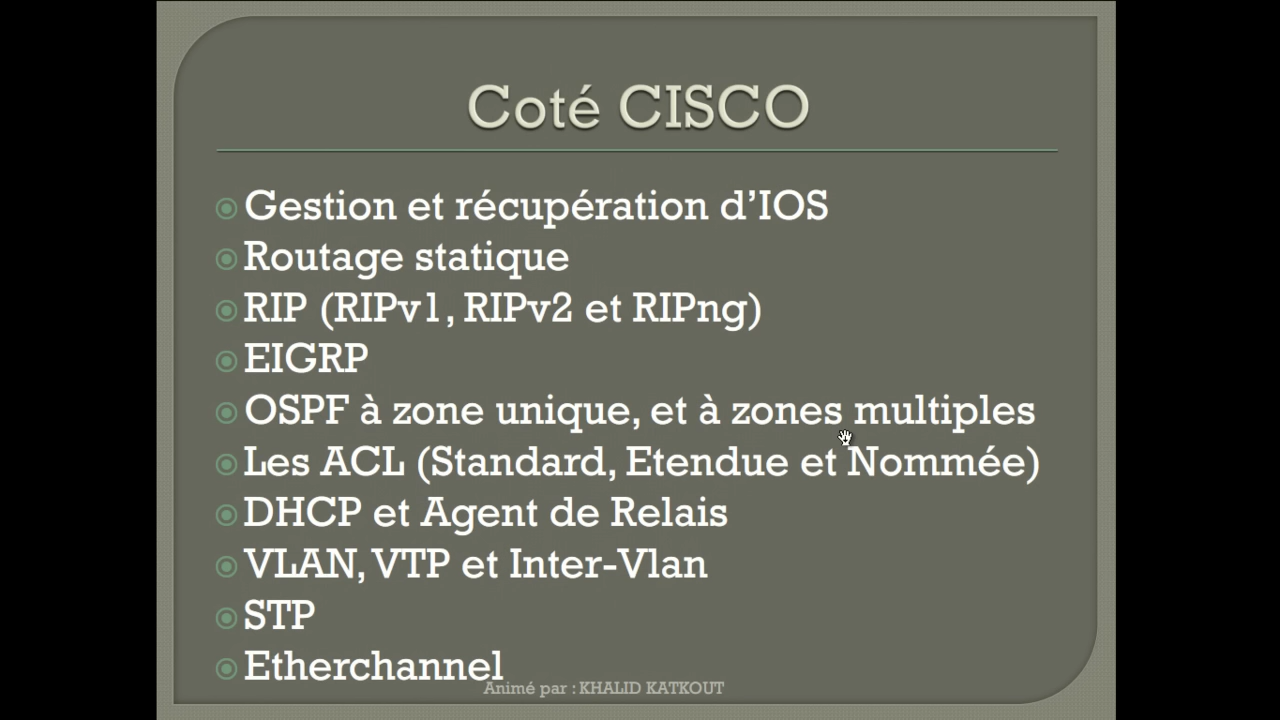 Coté CISCO
Gestion et récupération d’IOS
Routage statique
RIP (RIPv1, RIPv2 et RIPng)
EIGRP
OSPF à zone unique, et à zones multiples
Les ACL (Standard, Etendue et Nommée)
DHCP et Agent de Relais
VLAN, VTP et Inter-Vlan
STP
Etherchannel
Animé par : KHALID KATKOUT